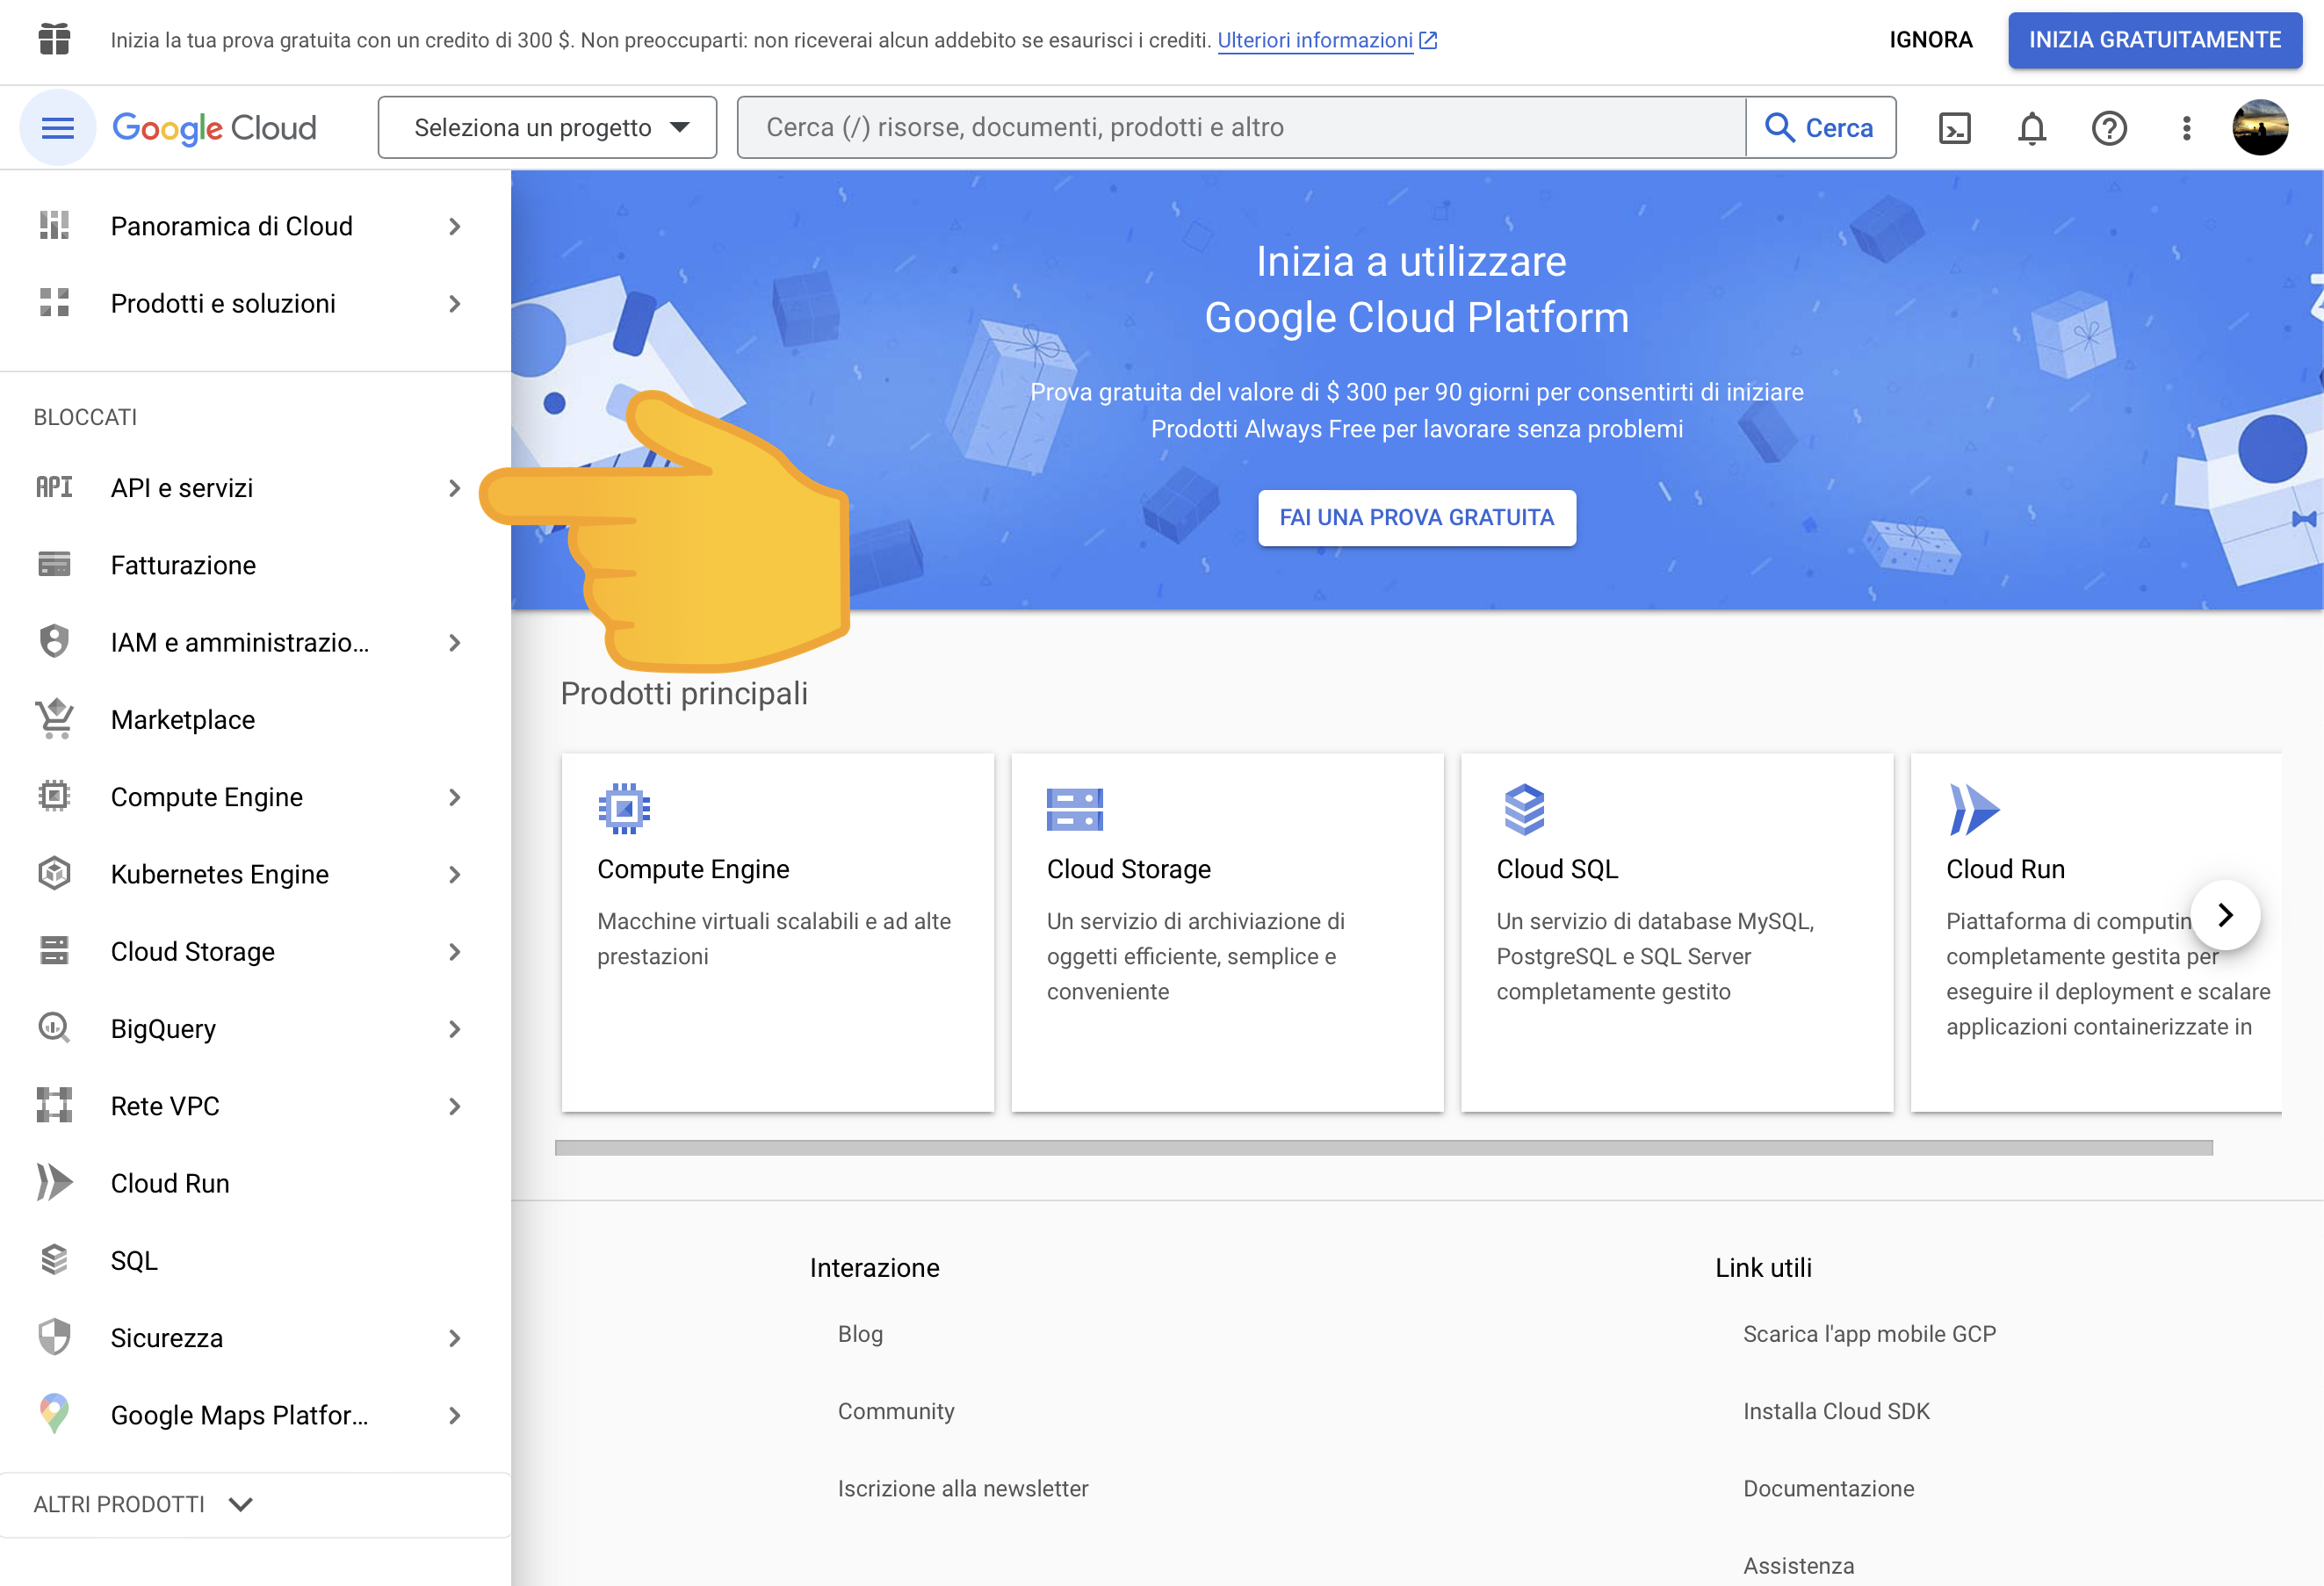 Inizia la tua prova gratuita con un credito di 300 $. Non preoccuparti: non riceverai alcun addebito se esaurisci i crediti. Ulteriori informazioni
IGNORA
INIZIA GRATUITAMENTE
Google Cloud
Seleziona un progetto
Cerca (/) risorse, documenti, prodotti e altro
Cerca
Panoramica di Cloud
Prodotti e soluzioni
BLOCCATI
API
API e servizi
Fatturazione
IAM e amministrazio...
Marketplace
Compute Engine
Kubernetes Engine
Cloud Storage
BigQuery
Rete VPC
Cloud Run
SQL
Sicurezza
Google Maps Platfor...
ALTRI PRODOTTI
Inizia a utilizzare
Google Cloud Platform
Prova gratuita del valore di $ 300 per 90 giorni per consentirti di iniziare
Prodotti Always Free per lavorare senza problemi
FAI UNA PROVA GRATUITA
Prodotti principali
Compute Engine
Macchine virtuali scalabili e ad alte
prestazioni
Cloud Storage
Un servizio di archiviazione di
oggetti efficiente, semplice e
conveniente
Cloud SQL
Un servizio di database MySQL,
PostgreSQL e SQL Server
completamente gestito
Cloud Run
Piattaforma di computin
completamente gestita per
eseguire il deployment e scalare
applicazioni containerizzate in
Interazione
Blog
Community
Iscrizione alla newsletter
Link utili
Scarica l'app mobile GCP
Installa Cloud SDK
Documentazione
Assistenza